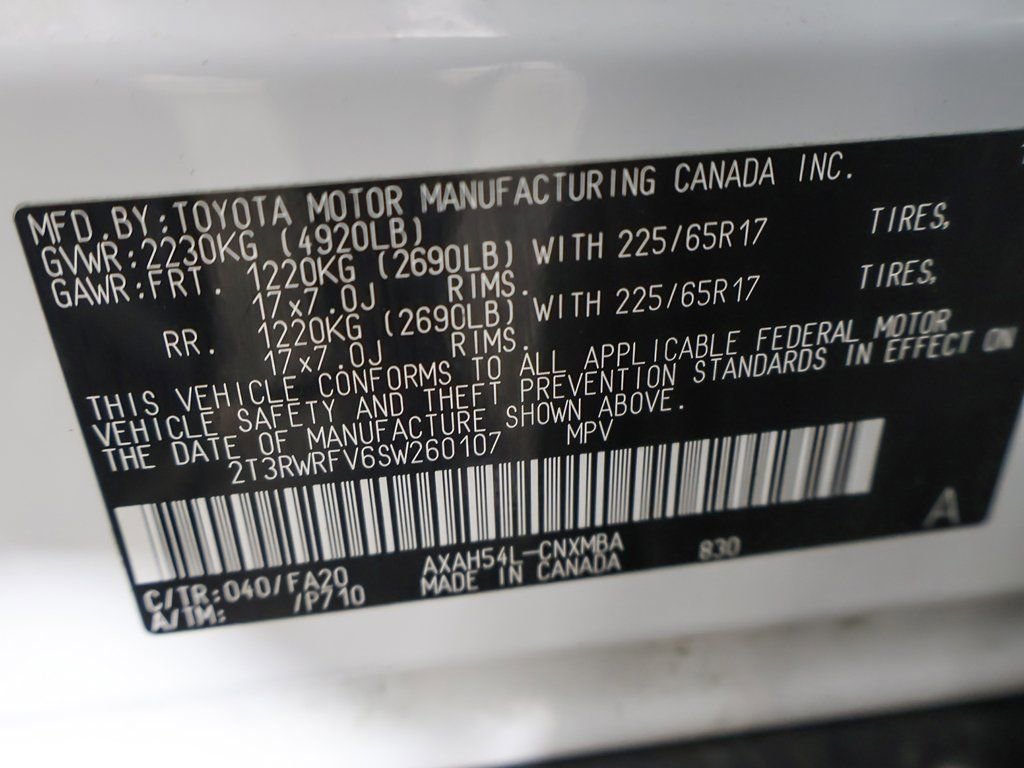 MFD.BY:TOYOTA MOTOR MANUFACTURING CANADA INC.
GVWR:2230KG (4920LB)
GAWR:FRT. 1220KG (2690LB) WITH 225/65R17 TIRES,
17x7.0J RIMS.
RR. 1220KG (2690LB) WITH 225/65R17 TIRES,
17x7.0J RIMS.
THIS VEHICLE CONFORMS TO ALL APPLICABLE FEDERAL MOTOR
VEHICLE SAFETY AND THEFT PREVENTION STANDARDS IN EFFECT ON
THE DATE OF MANUFACTURE SHOWN ABOVE.
2T3RWRFV6SW260107 MPV
C/TR:040/FA20 AXAH54L-CNXMBA 830 A
A/TM: /P710 MADE IN CANADA